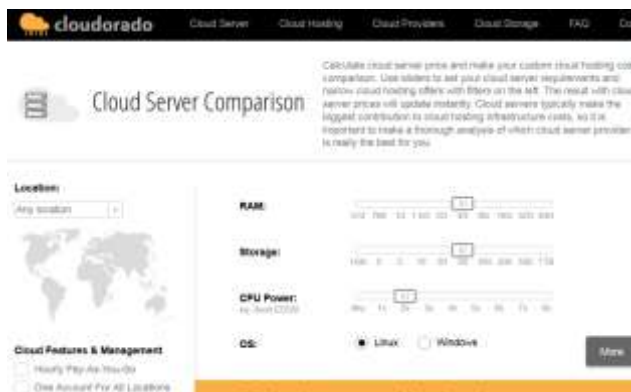 cloudorado
Cloud Server Cloud Hosting Cloud Providers Cloud Storage FAQ Co
Calculate cloud server price and make your custom cloud hosting cos
comparison. Use sliders to set your cloud server requirements and
narrow cloud hosting offers with filters on the left. The result with clou
server prices will update instantly. Cloud servers typically make the
biggest contribution to cloud hosting infrastructure costs, so it is
important to make a thorough analysis of which cloud server provider
is really the best for you.
Cloud Server Comparison
Location:
Any location
RAM:
Storage:
CPU Power:
OS:
Linux Windows
More
Cloud Features & Management
Hourly Pay-As-You-Go
One Account For All Locations